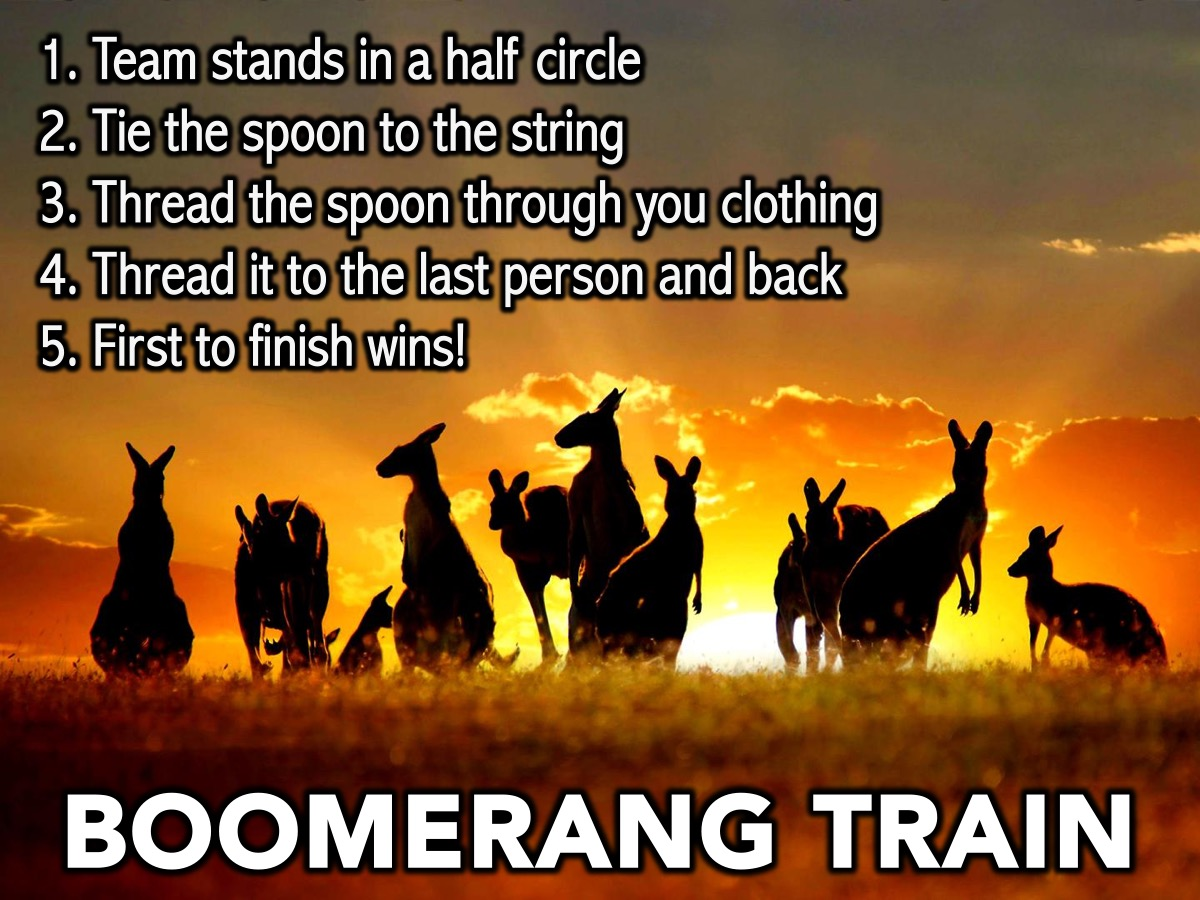 1. Team stands in a half circle
2. Tie the spoon to the string
3. Thread the spoon through you clothing
4. Thread it to the last person and back
5. First to finish wins!
BOOMERANG TRAIN